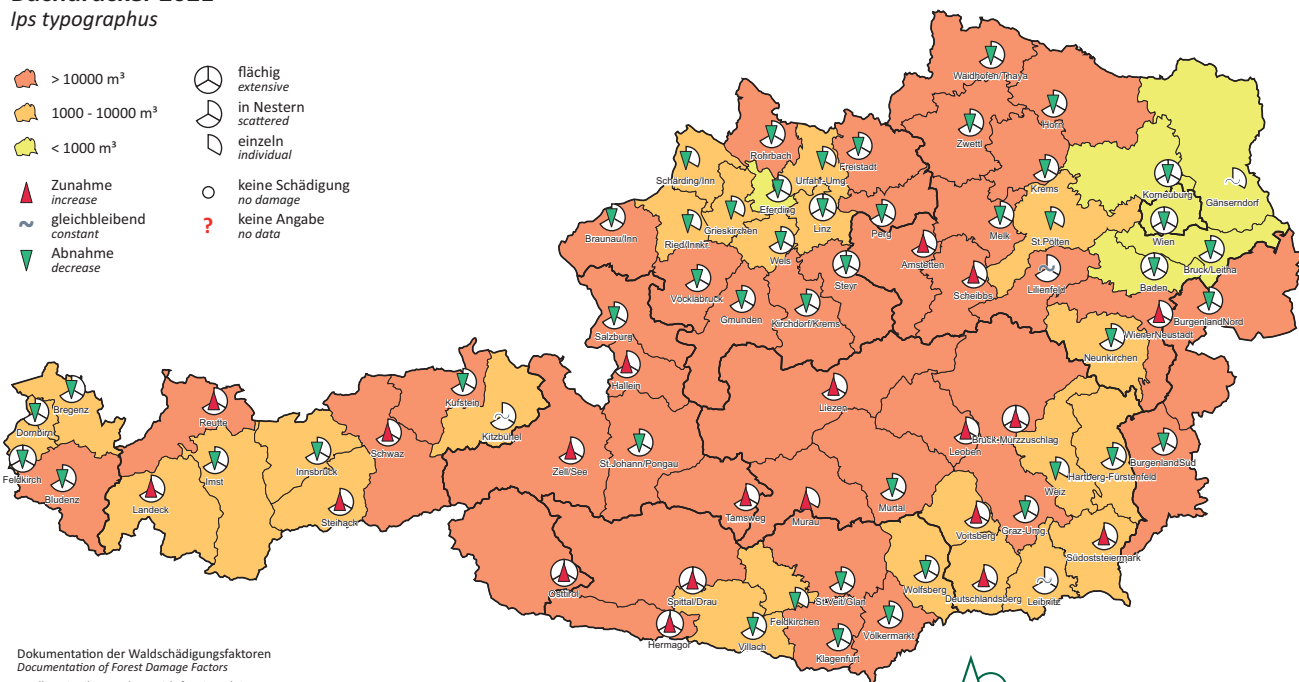 Ips typographus
> 10000 m³
1000 - 10000 m³
< 1000 m³
Zunahme
increase
gleichbleibend
constant
Abnahme
decrease
flächig
extensive
in Nestern
scattered
einzeln
individual
keine Schädigung
no damage
?
keine Angabe
no data
Waidhofen/Thaya
Horn
Zwettl
Rohrbach
Freistadt
Schärding/Inn
Urfahr-Umg.
Krems
Korneuburg
Gänserndorf
Eferding
Grieskirchen
Linz
Perg
Melk
St.Pölten
Wien
Braunau/Inn
Ried/Innkr.
Wels
Amstetten
Bruck/Leitha
Steyr
Scheibbs
Lilienfeld
Baden
Vöcklabruck
Gmunden
Kirchdorf/Krems
WienerNeustadt
BurgenlandNord
Salzburg
Neunkirchen
Hallein
Bregenz
Dornbirn
Reutte
Kufstein
Kitzbühel
Liezen
Schwaz
Leoben
Bruck-Mürzzuschlag
Feldkirch
Bludenz
Imst
Innsbruck
Zell/See
St.Johann/Pongau
Hartberg-Fürstenfeld
BurgenlandSüd
Weiz
Landeck
Steinach
Tamsweg
Murau
Murtal
Voitsberg
Graz-Umg.
Südoststeiermark
Osttirol
Spittal/Drau
St.Veit/Glan
Wolfsberg
Deutschlandsberg
Leibnitz
Hermagor
Villach
Feldkirchen
Klagenfurt
Völkermarkt
Dokumentation der Waldschädigungsfaktoren
Documentation of Forest Damage Factors